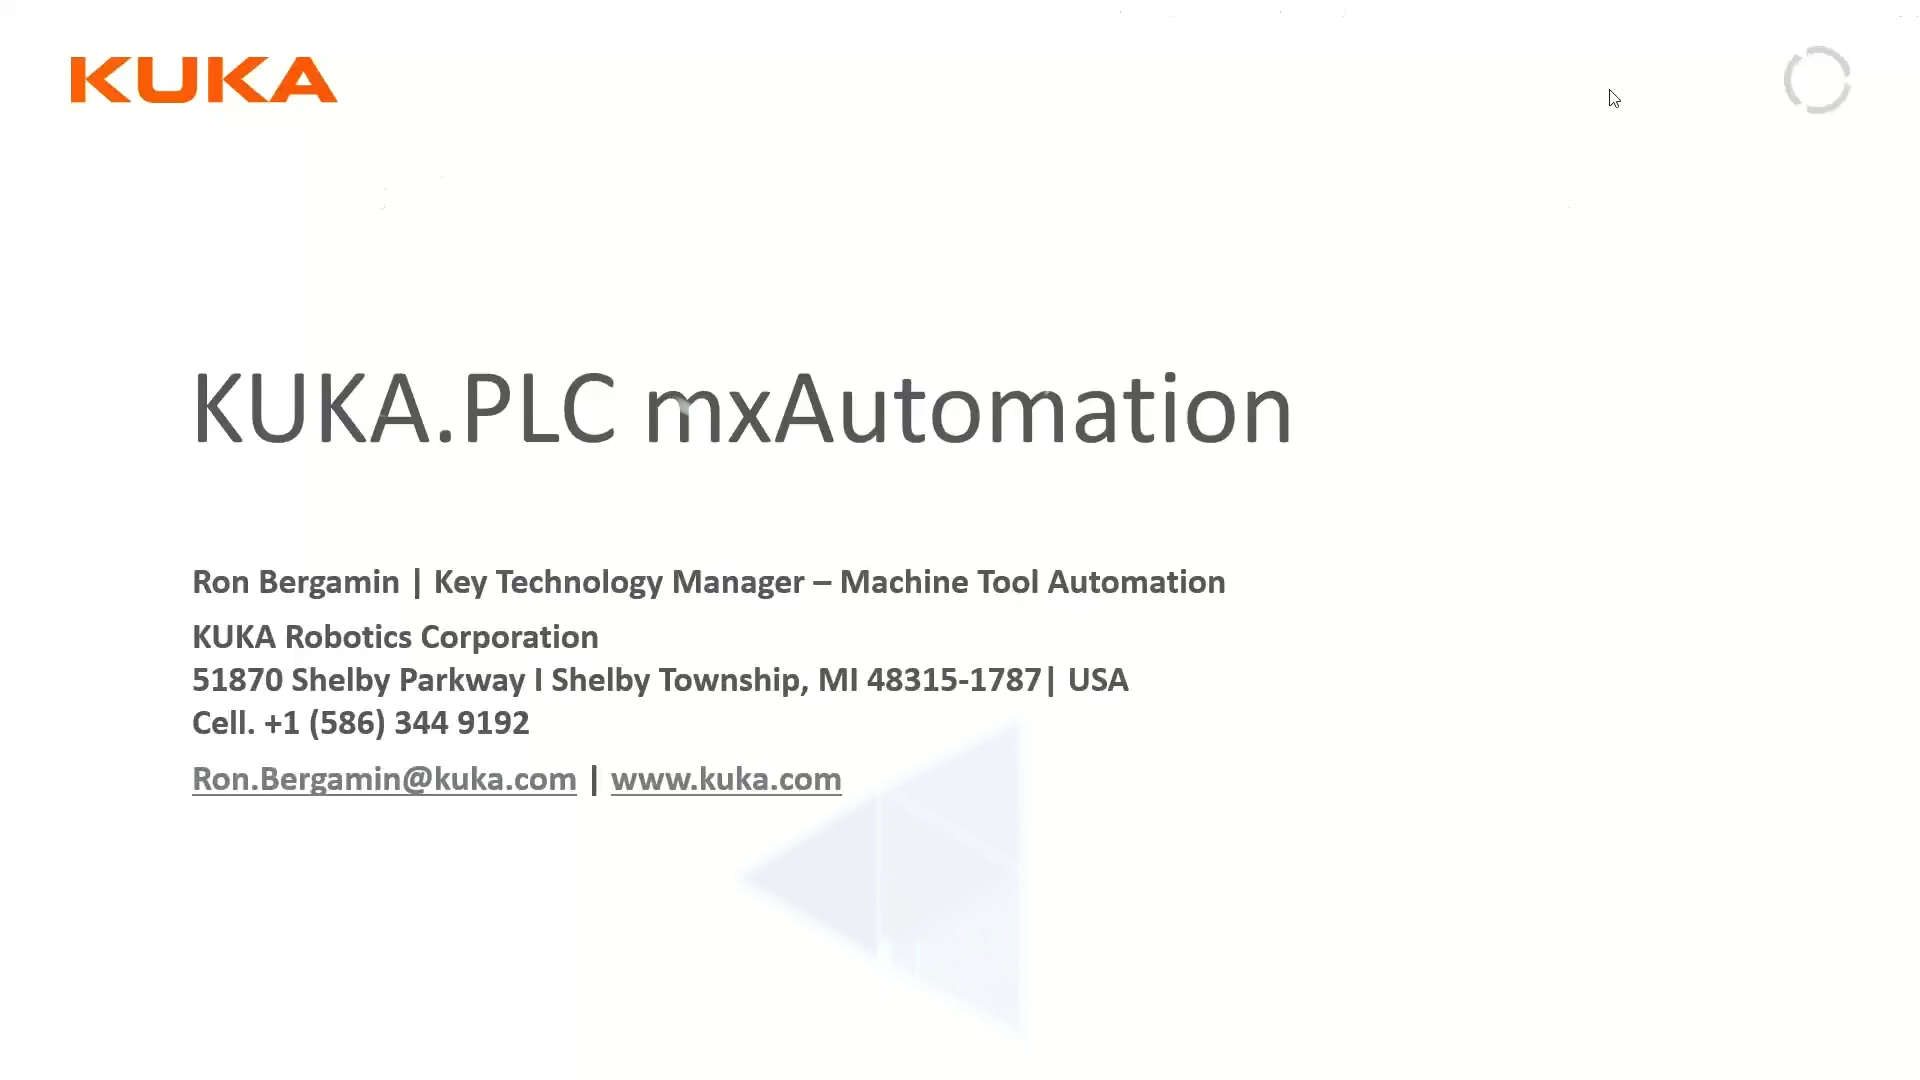 KUKA
KUKA.PLC mxAutomation
Ron Bergamin | Key Technology Manager – Machine Tool Automation
KUKA Robotics Corporation
51870 Shelby Parkway I Shelby Township, MI 48315-1787| USA
Cell. +1 (586) 344 9192
Ron.Bergamin@kuka.com | www.kuka.com